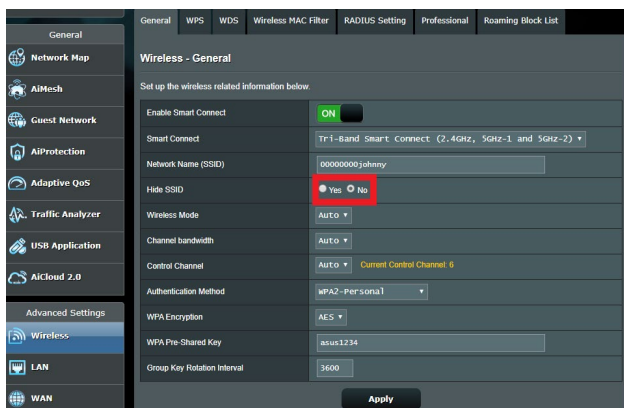 General WPS WDS Wireless MAC Filter RADIUS Setting Professional Roaming Block List
General
Network Map
AiMesh
Guest Network
AiProtection
Adaptive QoS
Traffic Analyzer
USB Application
AiCloud 2.0
Advanced Settings
Wireless
LAN
WAN
Wireless - General
Set up the wireless related information below.
Enable Smart Connect ON
Smart Connect Tri-Band Smart Connect (2.4GHz, 5GHz-1 and 5GHz-2)
Network Name (SSID) 00000000johnny
Hide SSID Yes No
Wireless Mode Auto
Channel bandwidth Auto
Control Channel Auto Current Control Channel: 6
Authentication Method WPA2-Personal
WPA Encryption AES
WPA Pre-Shared Key asus1234
Group Key Rotation Interval 3600
Apply